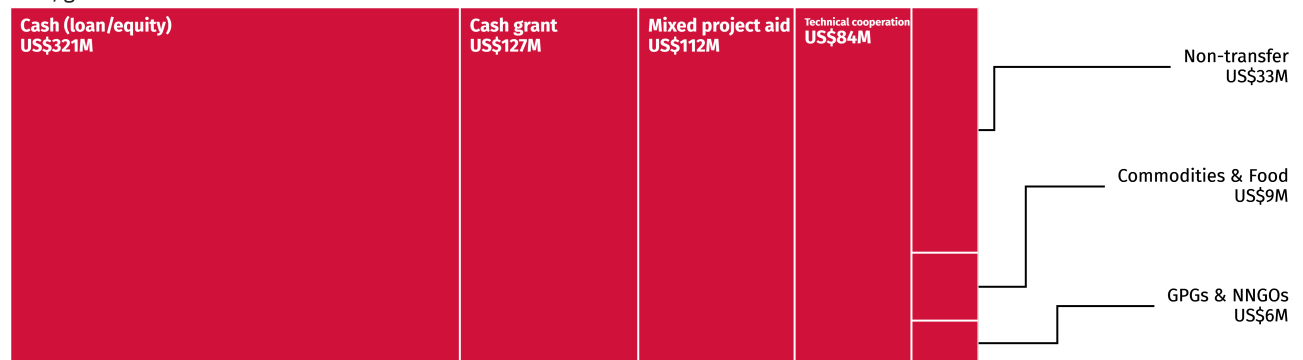 Cash (loan/equity)
US$321M
Cash grant
US$127M
Mixed project aid
US$112M
Technical cooperation
US$84M
Non-transfer
US$33M
Commodities & Food
US$9M
GPGs & NNGOs
US$6M